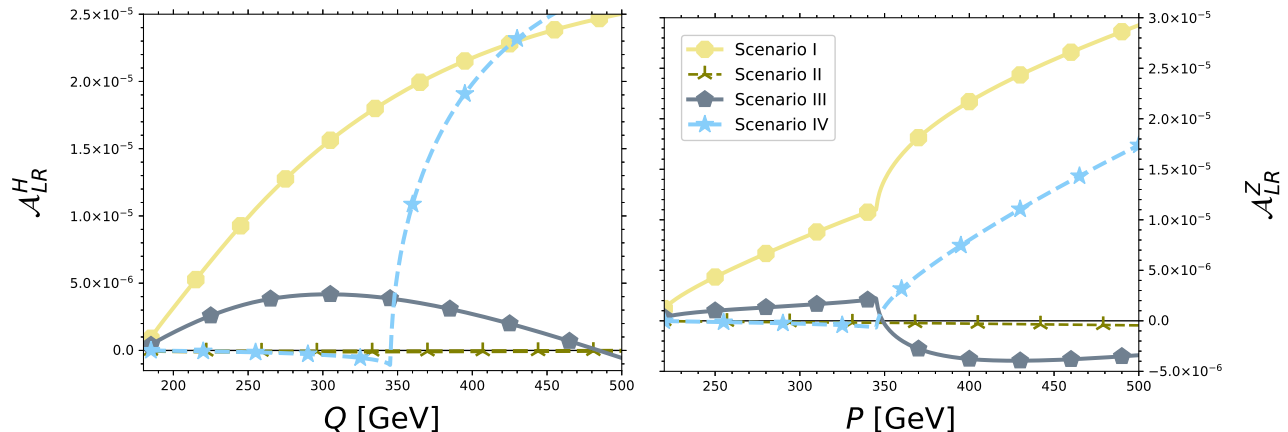 2.5×10⁻⁵
2.0×10⁻⁵
1.5×10⁻⁵
1.0×10⁻⁵
5.0×10⁻⁶
0.0
200 250 300 350 400 450 500
Q [GeV]
𝒜ᴴ_LR
Scenario I
Scenario II
Scenario III
Scenario IV
3.0×10⁻⁵
2.5×10⁻⁵
2.0×10⁻⁵
1.5×10⁻⁵
1.0×10⁻⁵
5.0×10⁻⁶
0.0
−5.0×10⁻⁶
250 300 350 400 450 500
P [GeV]
𝒜ᶻ_LR